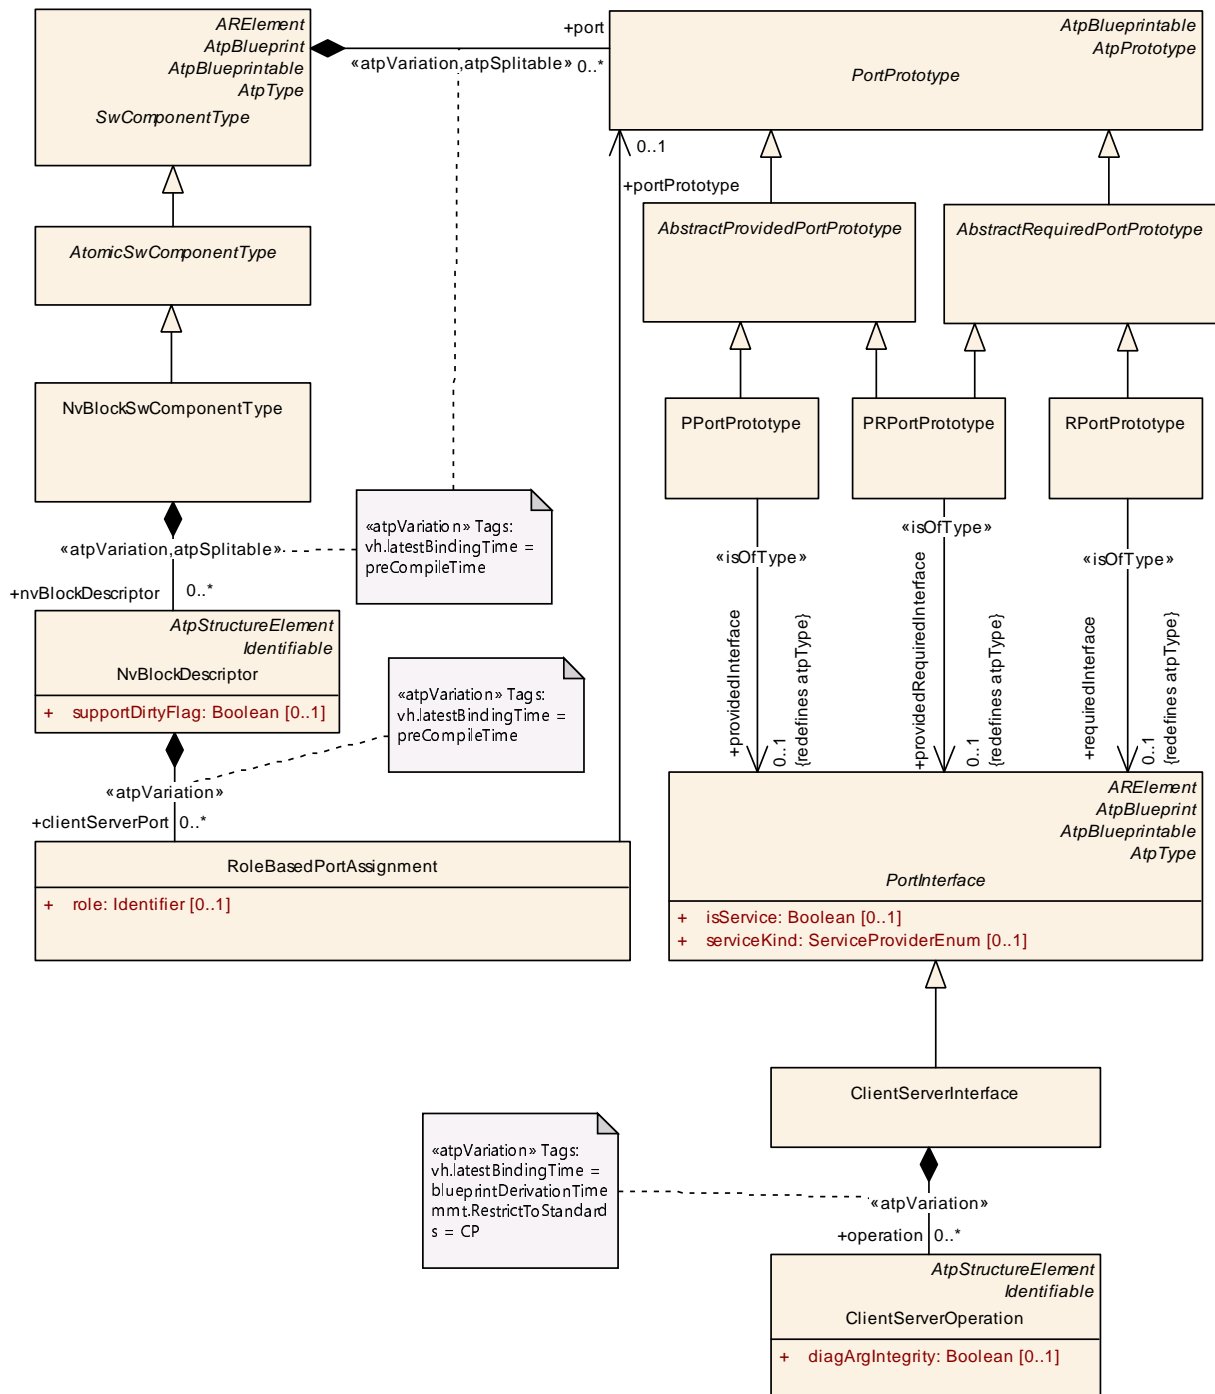 ARElement
AtpBlueprint
AtpBlueprintable
AtpType
SwComponentType
+port
«atpVariation,atpSplitable» 0..*
AtpBlueprintable
AtpPrototype
PortPrototype
0..1
+portPrototype
AtomicSwComponentType
AbstractProvidedPortPrototype
AbstractRequiredPortPrototype
NvBlockSwComponentType
PPortPrototype
PRPortPrototype
RPortPrototype
«atpVariation» Tags:
vh.latestBindingTime =
preCompileTime
«atpVariation,atpSplitable»
+nvBlockDescriptor 0..*
«isOfType»
«isOfType»
«isOfType»
+providedInterface
0..1
{redefines atpType}
+providedRequiredInterface
0..1
{redefines atpType}
+requiredInterface
0..1
{redefines atpType}
AtpStructureElement
Identifiable
NvBlockDescriptor
+ supportDirtyFlag: Boolean [0..1]
«atpVariation» Tags:
vh.latestBindingTime =
preCompileTime
«atpVariation»
+clientServerPort 0..*
RoleBasedPortAssignment
+ role: Identifier [0..1]
ARElement
AtpBlueprint
AtpBlueprintable
AtpType
PortInterface
+ isService: Boolean [0..1]
+ serviceKind: ServiceProviderEnum [0..1]
ClientServerInterface
«atpVariation» Tags:
vh.latestBindingTime =
blueprintDerivationTime
mmt.RestrictToStandard
s = CP
«atpVariation»
+operation 0..*
AtpStructureElement
Identifiable
ClientServerOperation
+ diagArgIntegrity: Boolean [0..1]